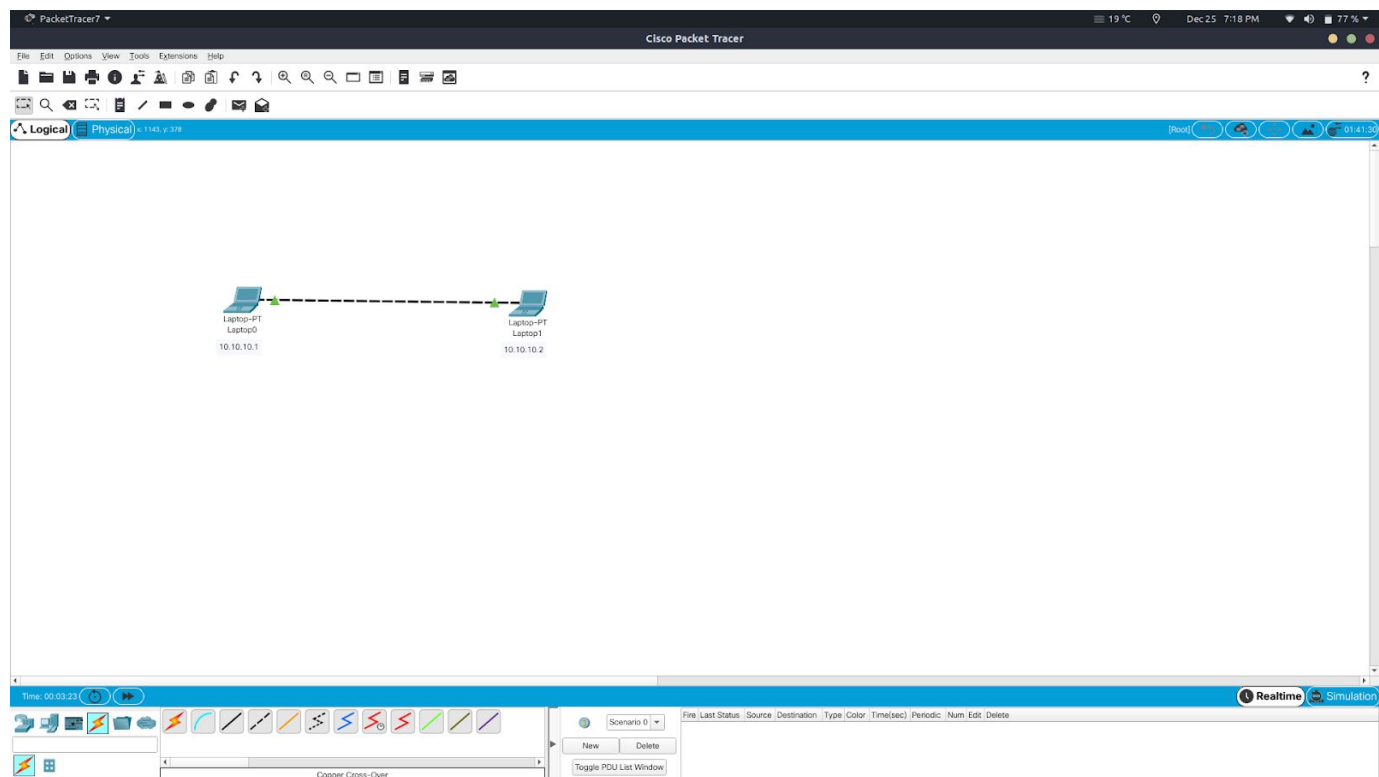 PacketTracer7
19 °C
Dec 25 7:18 PM
77 %
Cisco Packet Tracer
File Edit Options View Tools Extensions Help
?
Logical
Physical
x: 1143, y: 378
[Root]
01:41:30
Laptop-PT
Laptop0
10.10.10.1
Laptop-PT
Laptop1
10.10.10.2
Time: 00:03:23
Realtime
Simulation
Scenario 0
New
Delete
Toggle PDU List Window
Fire Last Status Source Destination Type Color Time(sec) Periodic Num Edit Delete
Copper Cross-Over